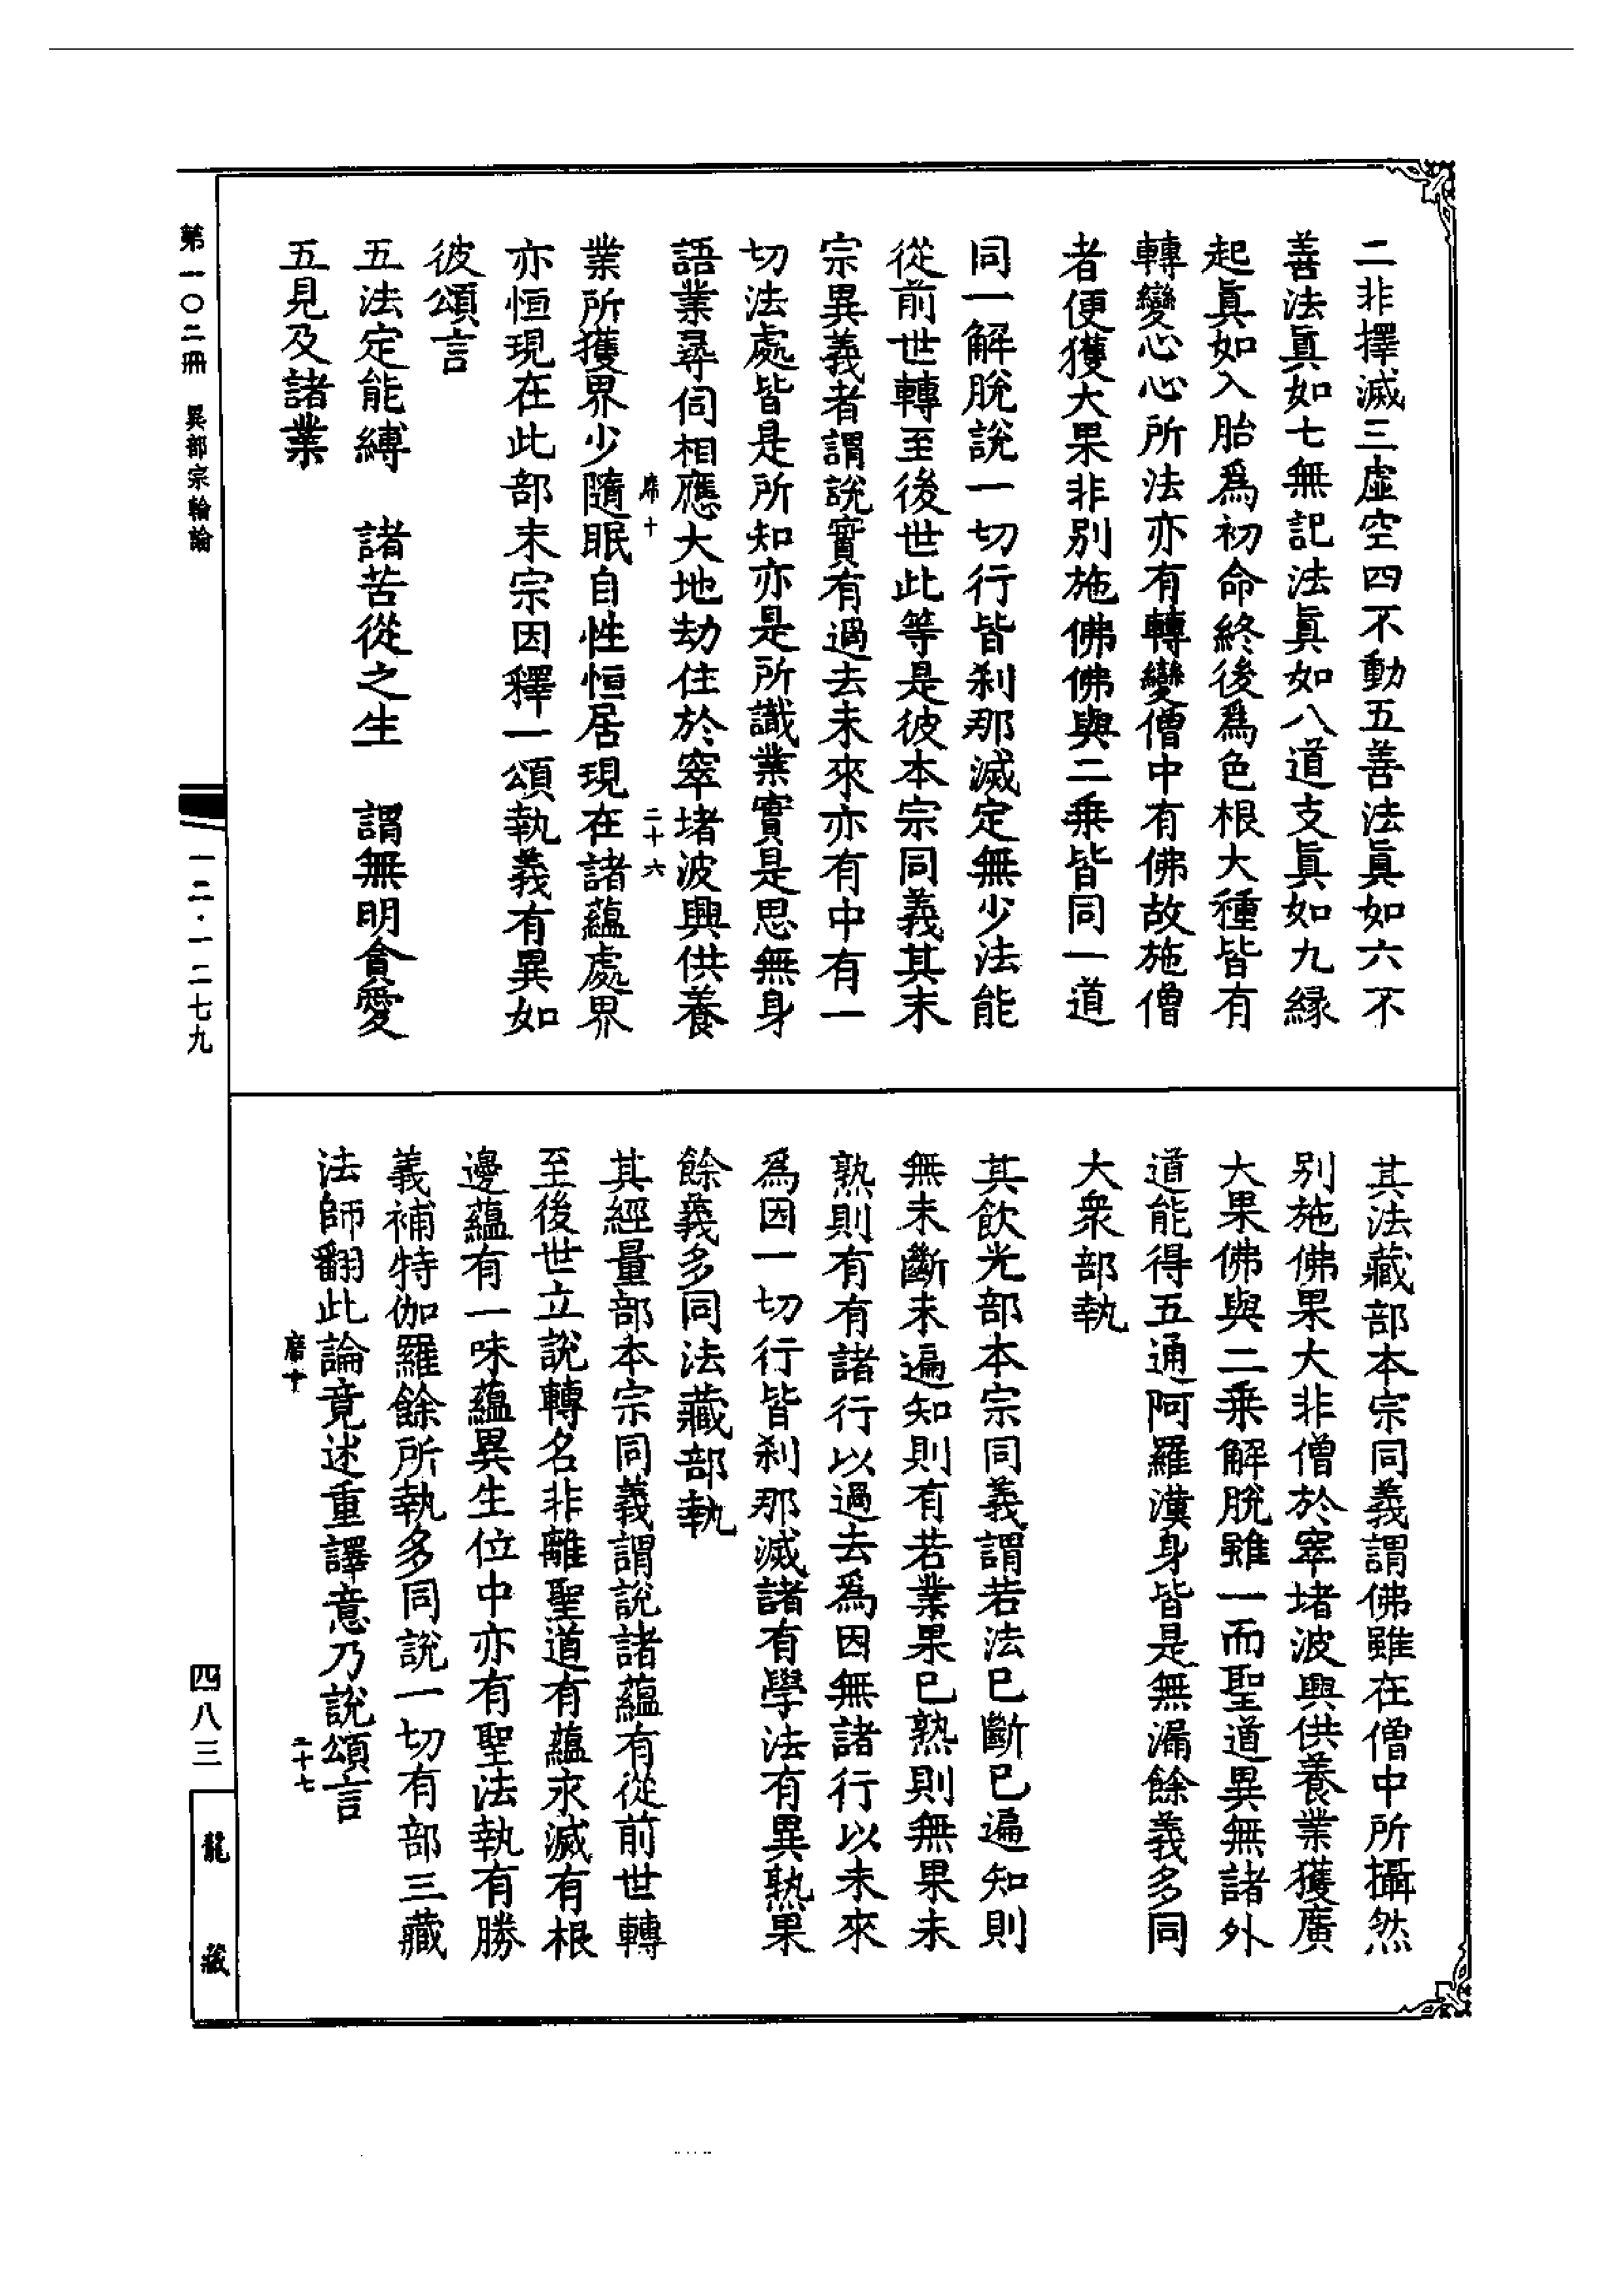 二非擇滅三虛空四不動五善法眞如六不
善法眞如七無記法眞如八道支眞如九緣
起眞如入胎爲初命終後爲色根大種皆有
轉變心心所法亦有轉變僧中有佛故施僧
者便獲大果非別施佛佛與二乗皆同一道
同一解脫說一切行皆刹那滅定無少法能
從前世轉至後世此等是彼本宗同義其末
宗異義者謂說實有過去未來亦有中有一
切法處皆是所知亦是所識業實是思無身
語業尋伺相應大地劫住於窣堵波興供養
席十
二十六
業所獲界少隨眠自性恒居現在諸蘊處界
亦恒現在此部末宗因釋一頌執義有異如
彼頌言
五法定能縛 諸苦從之生 謂無明貪愛
五見及諸業
其法藏部本宗同義謂佛雖在僧中所攝然
別施佛果大非僧於窣堵波興供養業獲廣
大果佛與二乗解脫雖一而聖道異無諸外
道能得五通阿羅漢身皆是無漏餘義多同
大衆部執
其飲光部本宗同義謂若法已斷已遍知則
無未斷未遍知則有若業果已熟則無果未
熟則有有諸行以過去爲因無諸行以未來
爲因一切行皆刹那滅諸有學法有異熟果
餘義多同法藏部執
其經量部本宗同義謂說諸蘊有從前世轉
至後世立說轉名非離聖道有蘊永滅有根
邊蘊有一味蘊異生位中亦有聖法執有勝
義補特伽羅餘所執多同說一切有部三藏
法師翻此論竟述重譯意乃說頌言
十
二十七
第一〇二冊 異部宗輪論
一二·一二七九
四八三
龍藏